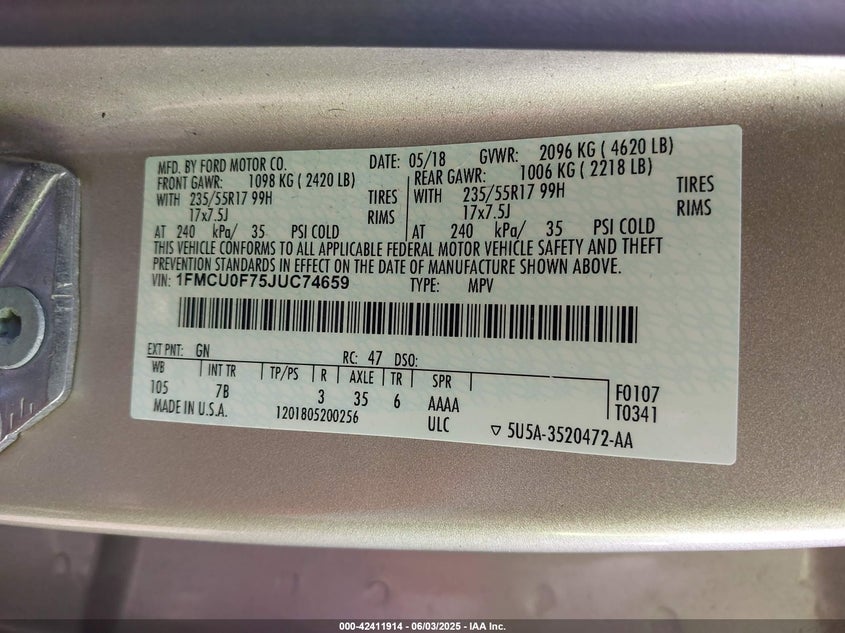 MFD. BY FORD MOTOR CO. DATE: 05/18 GVWR: 2096 KG ( 4620 LB)
FRONT GAWR: 1098 KG ( 2420 LB) REAR GAWR: 1006 KG ( 2218 LB)
WITH 235/55R17 99H TIRES WITH 235/55R17 99H TIRES
17x7.5J RIMS 17x7.5J RIMS
AT 240 kPa/ 35 PSI COLD AT 240 kPa/ 35 PSI COLD
THIS VEHICLE CONFORMS TO ALL APPLICABLE FEDERAL MOTOR VEHICLE SAFETY AND THEFT
PREVENTION STANDARDS IN EFFECT ON THE DATE OF MANUFACTURE SHOWN ABOVE.
VIN: 1FMCU0F75JUC74659 TYPE: MPV
EXT PNT: GN RC: 47 DSO:
WB INT TR TP/PS R AXLE TR SPR
105 7B 3 35 6 AAAA F0107
MADE IN U.S.A. 1201805200256 ULC T0341
▽ 5U5A-3520472-AA
000-42411914 / 06/03/2025 - IAA Inc.